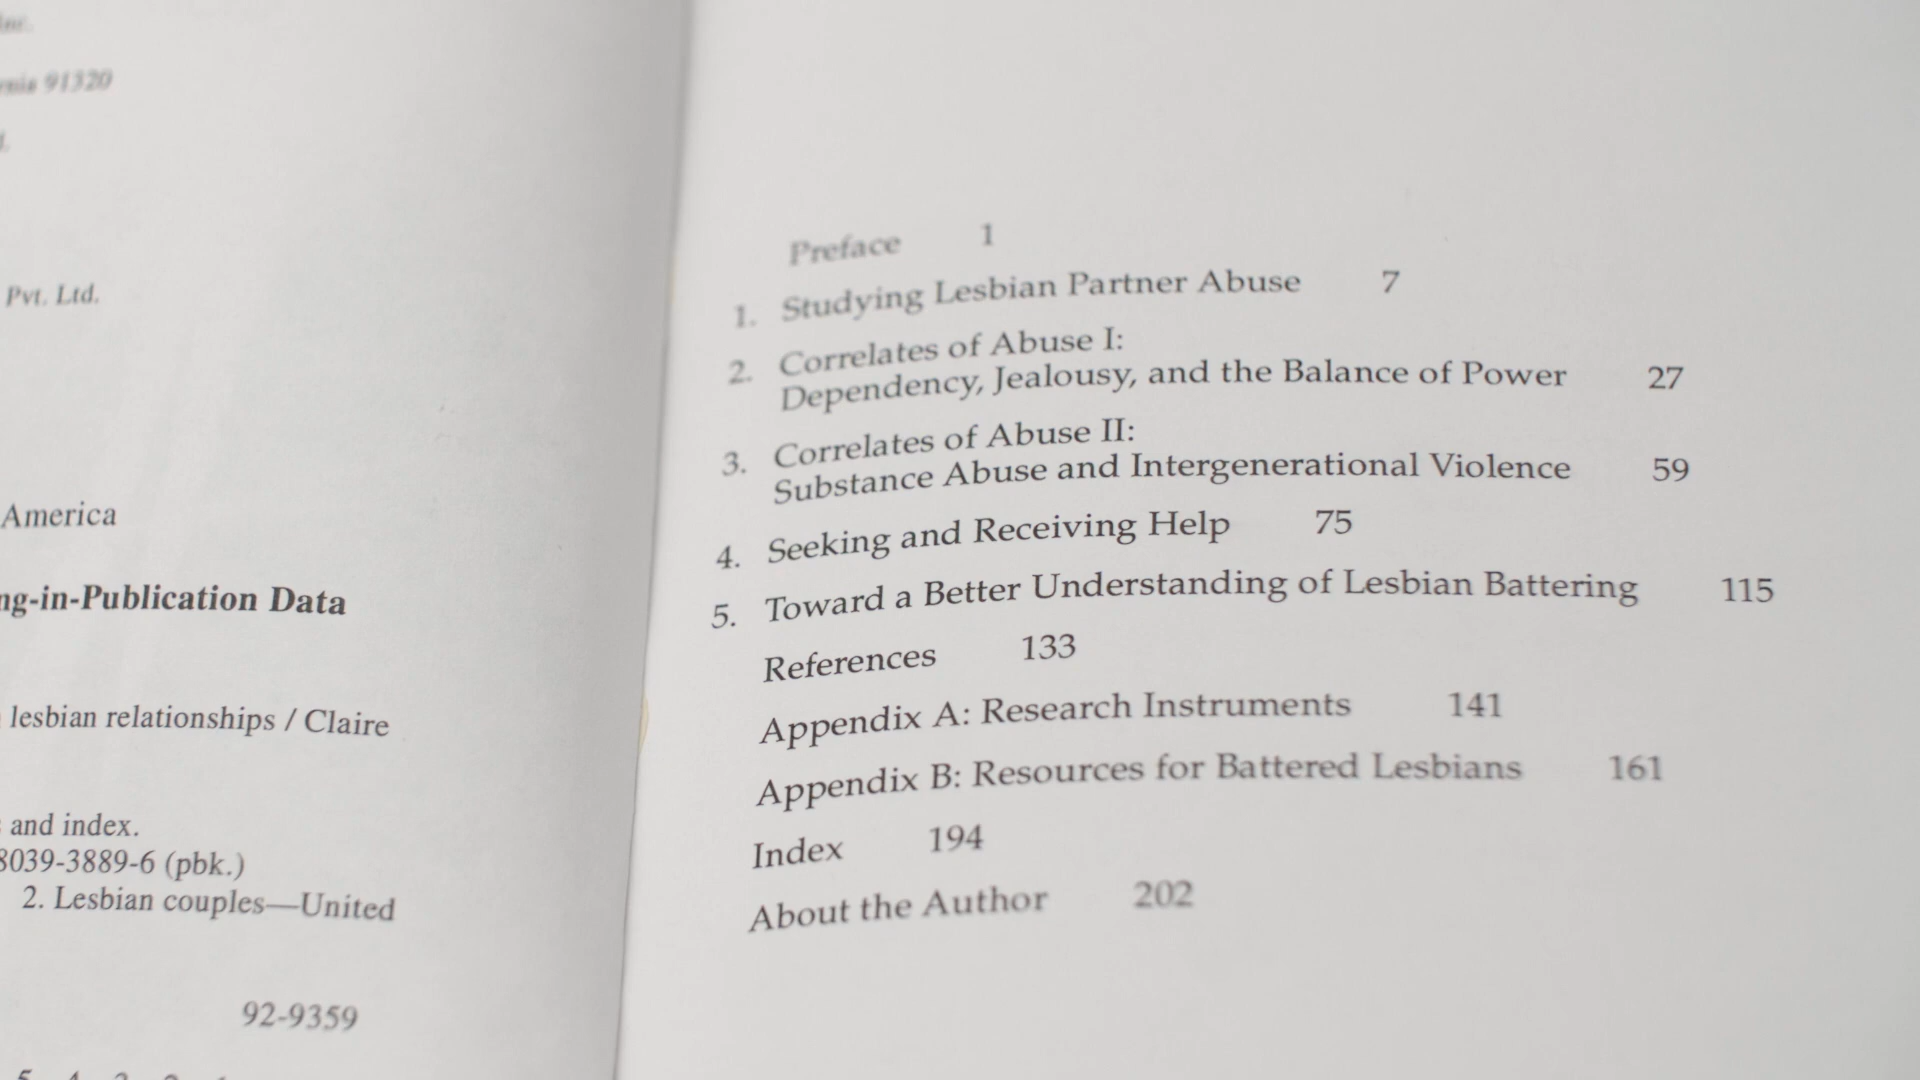 Inc.
rnia 91320
d.
Pvt. Ltd.
America
ng-in-Publication Data
lesbian relationships / Claire
and index.
8039-3889-6 (pbk.)
2. Lesbian couples—United
92-9359
Preface 1
1. Studying Lesbian Partner Abuse 7
2. Correlates of Abuse I:
Dependency, Jealousy, and the Balance of Power 27
3. Correlates of Abuse II:
Substance Abuse and Intergenerational Violence 59
4. Seeking and Receiving Help 75
5. Toward a Better Understanding of Lesbian Battering 115
References 133
Appendix A: Research Instruments 141
Appendix B: Resources for Battered Lesbians 161
Index 194
About the Author 202